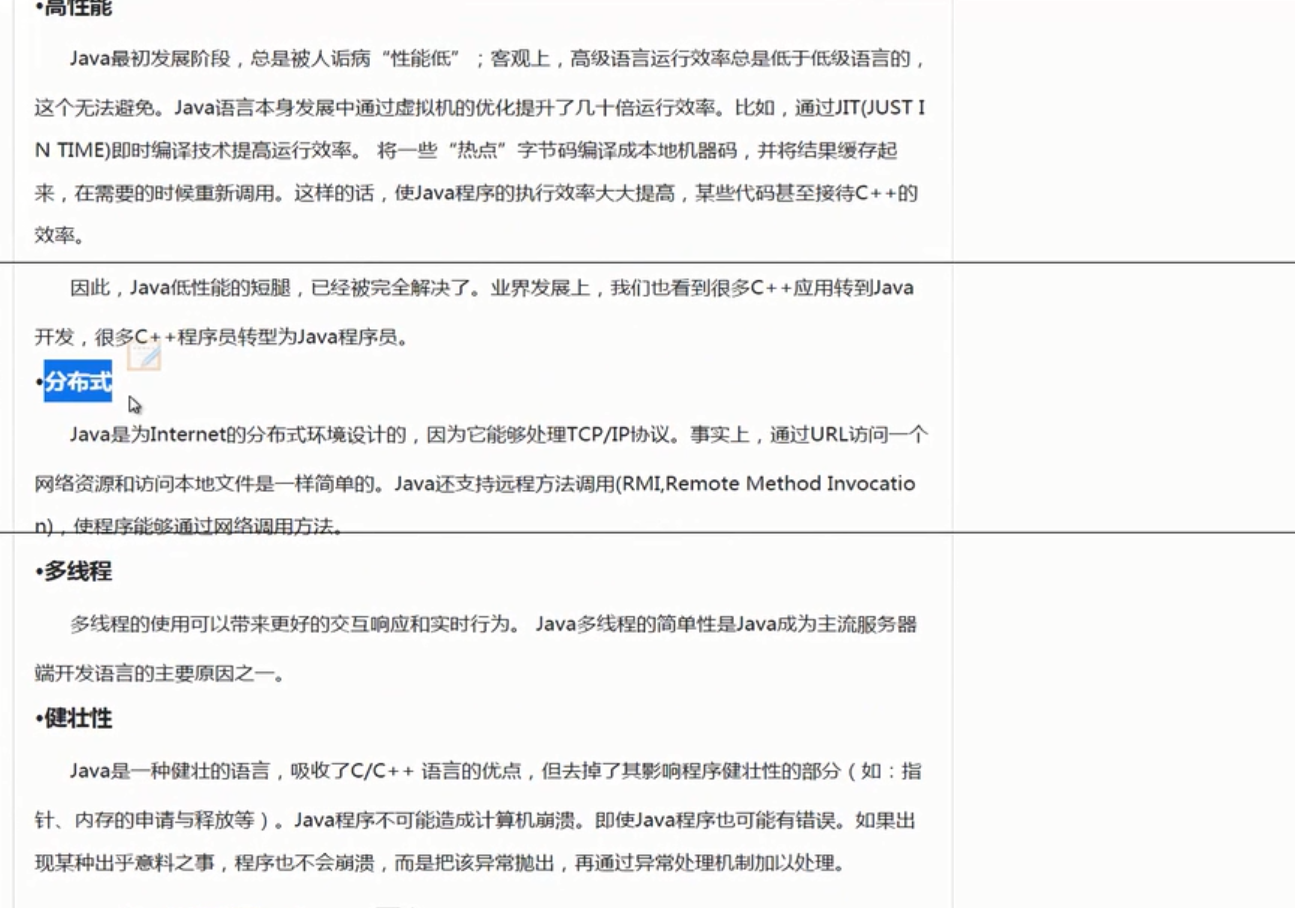 •高性能
Java最初发展阶段，总是被人诟病“性能低”；客观上，高级语言运行效率总是低于低级语言的，
这个无法避免。Java语言本身发展中通过虚拟机的优化提升了几十倍运行效率。比如，通过JIT(JUST I
N TIME)即时编译技术提高运行效率。 将一些“热点”字节码编译成本地机器码，并将结果缓存起
来，在需要的时候重新调用。这样的话，使Java程序的执行效率大大提高，某些代码甚至接待C++的
效率。
因此，Java低性能的短腿，已经被完全解决了。业界发展上，我们也看到很多C++应用转到Java
开发，很多C++程序员转型为Java程序员。
•分布式
Java是为Internet的分布式环境设计的，因为它能够处理TCP/IP协议。事实上，通过URL访问一个
网络资源和访问本地文件是一样简单的。Java还支持远程方法调用(RMI,Remote Method Invocatio
n)，使程序能够通过网络调用方法。
•多线程
多线程的使用可以带来更好的交互响应和实时行为。 Java多线程的简单性是Java成为主流服务器
端开发语言的主要原因之一。
•健壮性
Java是一种健壮的语言，吸收了C/C++ 语言的优点，但去掉了其影响程序健壮性的部分（如：指
针、内存的申请与释放等）。Java程序不可能造成计算机崩溃。即使Java程序也可能有错误。如果出
现某种出乎意料之事，程序也不会崩溃，而是把该异常抛出，再通过异常处理机制加以处理。